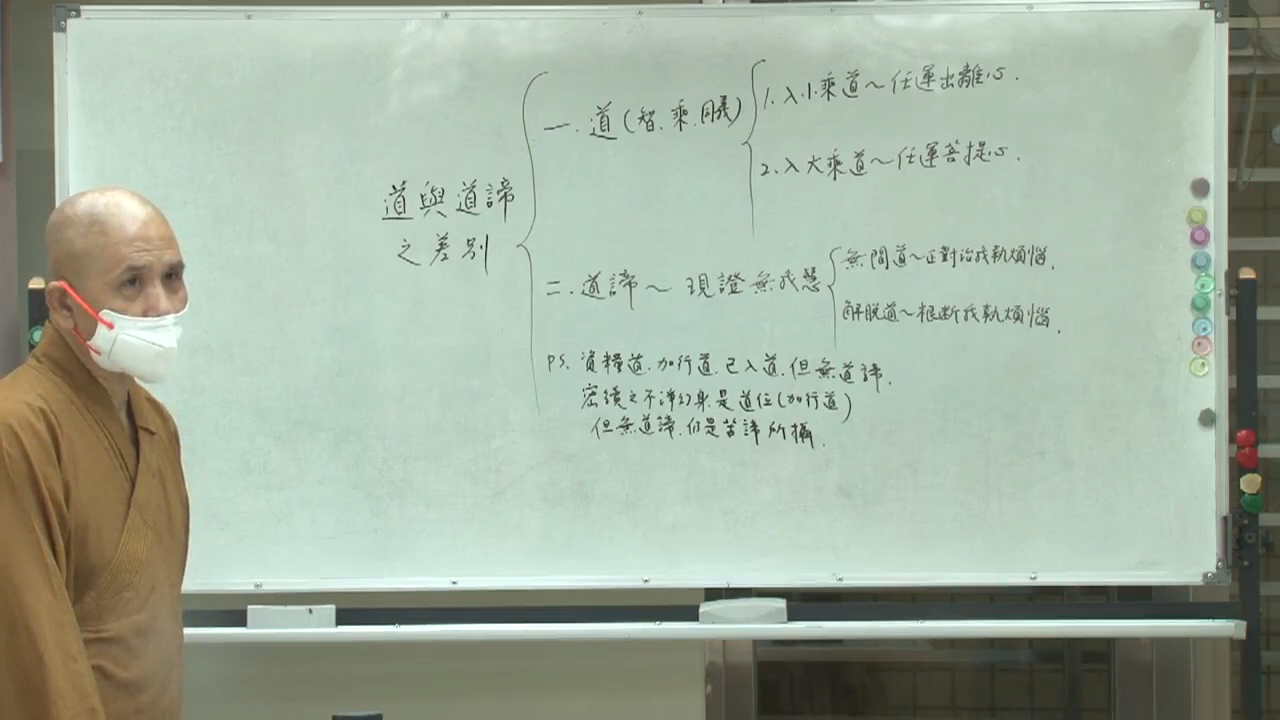 道與道諦
之差別
一. 道(智、乘、同義)
1. 入小乘道～任運出離心.
2. 入大乘道～任運菩提心.
二. 道諦～現證無我慧
無間道～正對治我執煩惱.
解脫道～根斷我執煩惱.
PS. 資糧道.加行道.已入道.但無道諦.
密續之不淨幻身是道位(加行道)
但無道諦.仍是苦諦所攝.